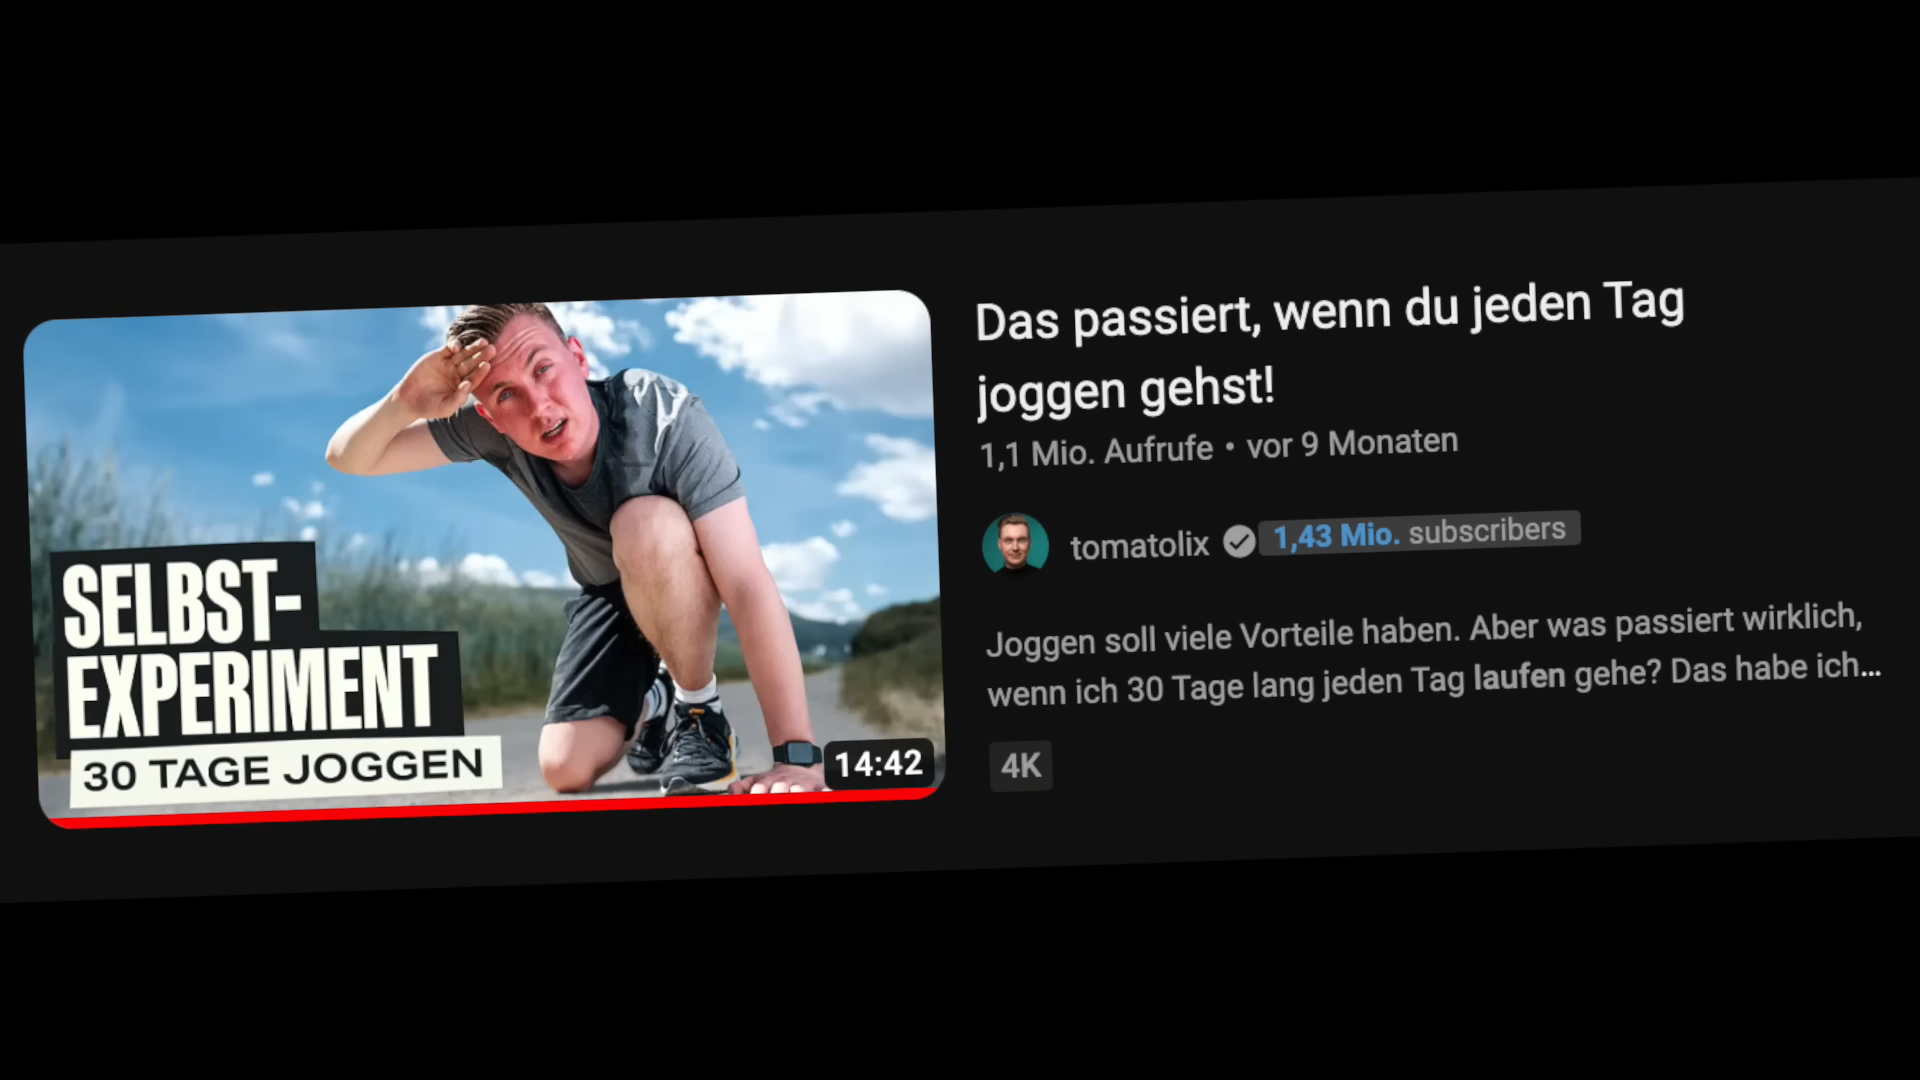 SELBST-
EXPERIMENT
30 TAGE JOGGEN
14:42
Das passiert, wenn du jeden Tag
joggen gehst!
1,1 Mio. Aufrufe • vor 9 Monaten
tomatolix 1,43 Mio. subscribers
Joggen soll viele Vorteile haben. Aber was passiert wirklich,
wenn ich 30 Tage lang jeden Tag laufen gehe? Das habe ich...
4K